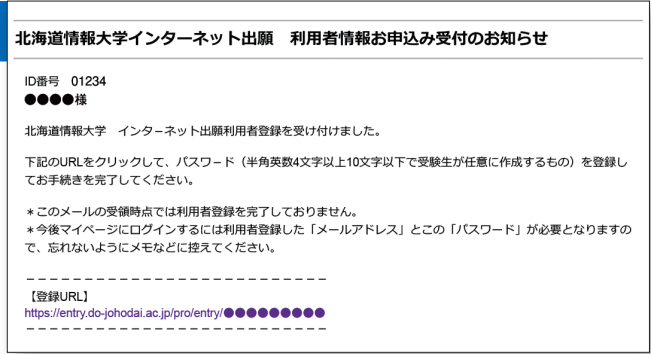 北海道情報大学インターネット出願　利用者情報お申込み受付のお知らせ
ID番号　01234
●●●●様
北海道情報大学　インターネット出願利用者登録を受け付けました。
下記のURLをクリックして、パスワード（半角英数4文字以上10文字以下で受験生が任意に作成するもの）を登録し
てお手続きを完了してください。
＊このメールの受領時点では利用者登録を完了しておりません。
＊今後マイページにログインするには利用者登録した「メールアドレス」とこの「パスワード」が必要となりますの
で、忘れないようにメモなどに控えてください。
－－－－－－－－－－－－－－－－－－－－－－－－－
【登録URL】
https://entry.do-johodai.ac.jp/pro/entry/●●●●●●●●●
－－－－－－－－－－－－－－－－－－－－－－－－－